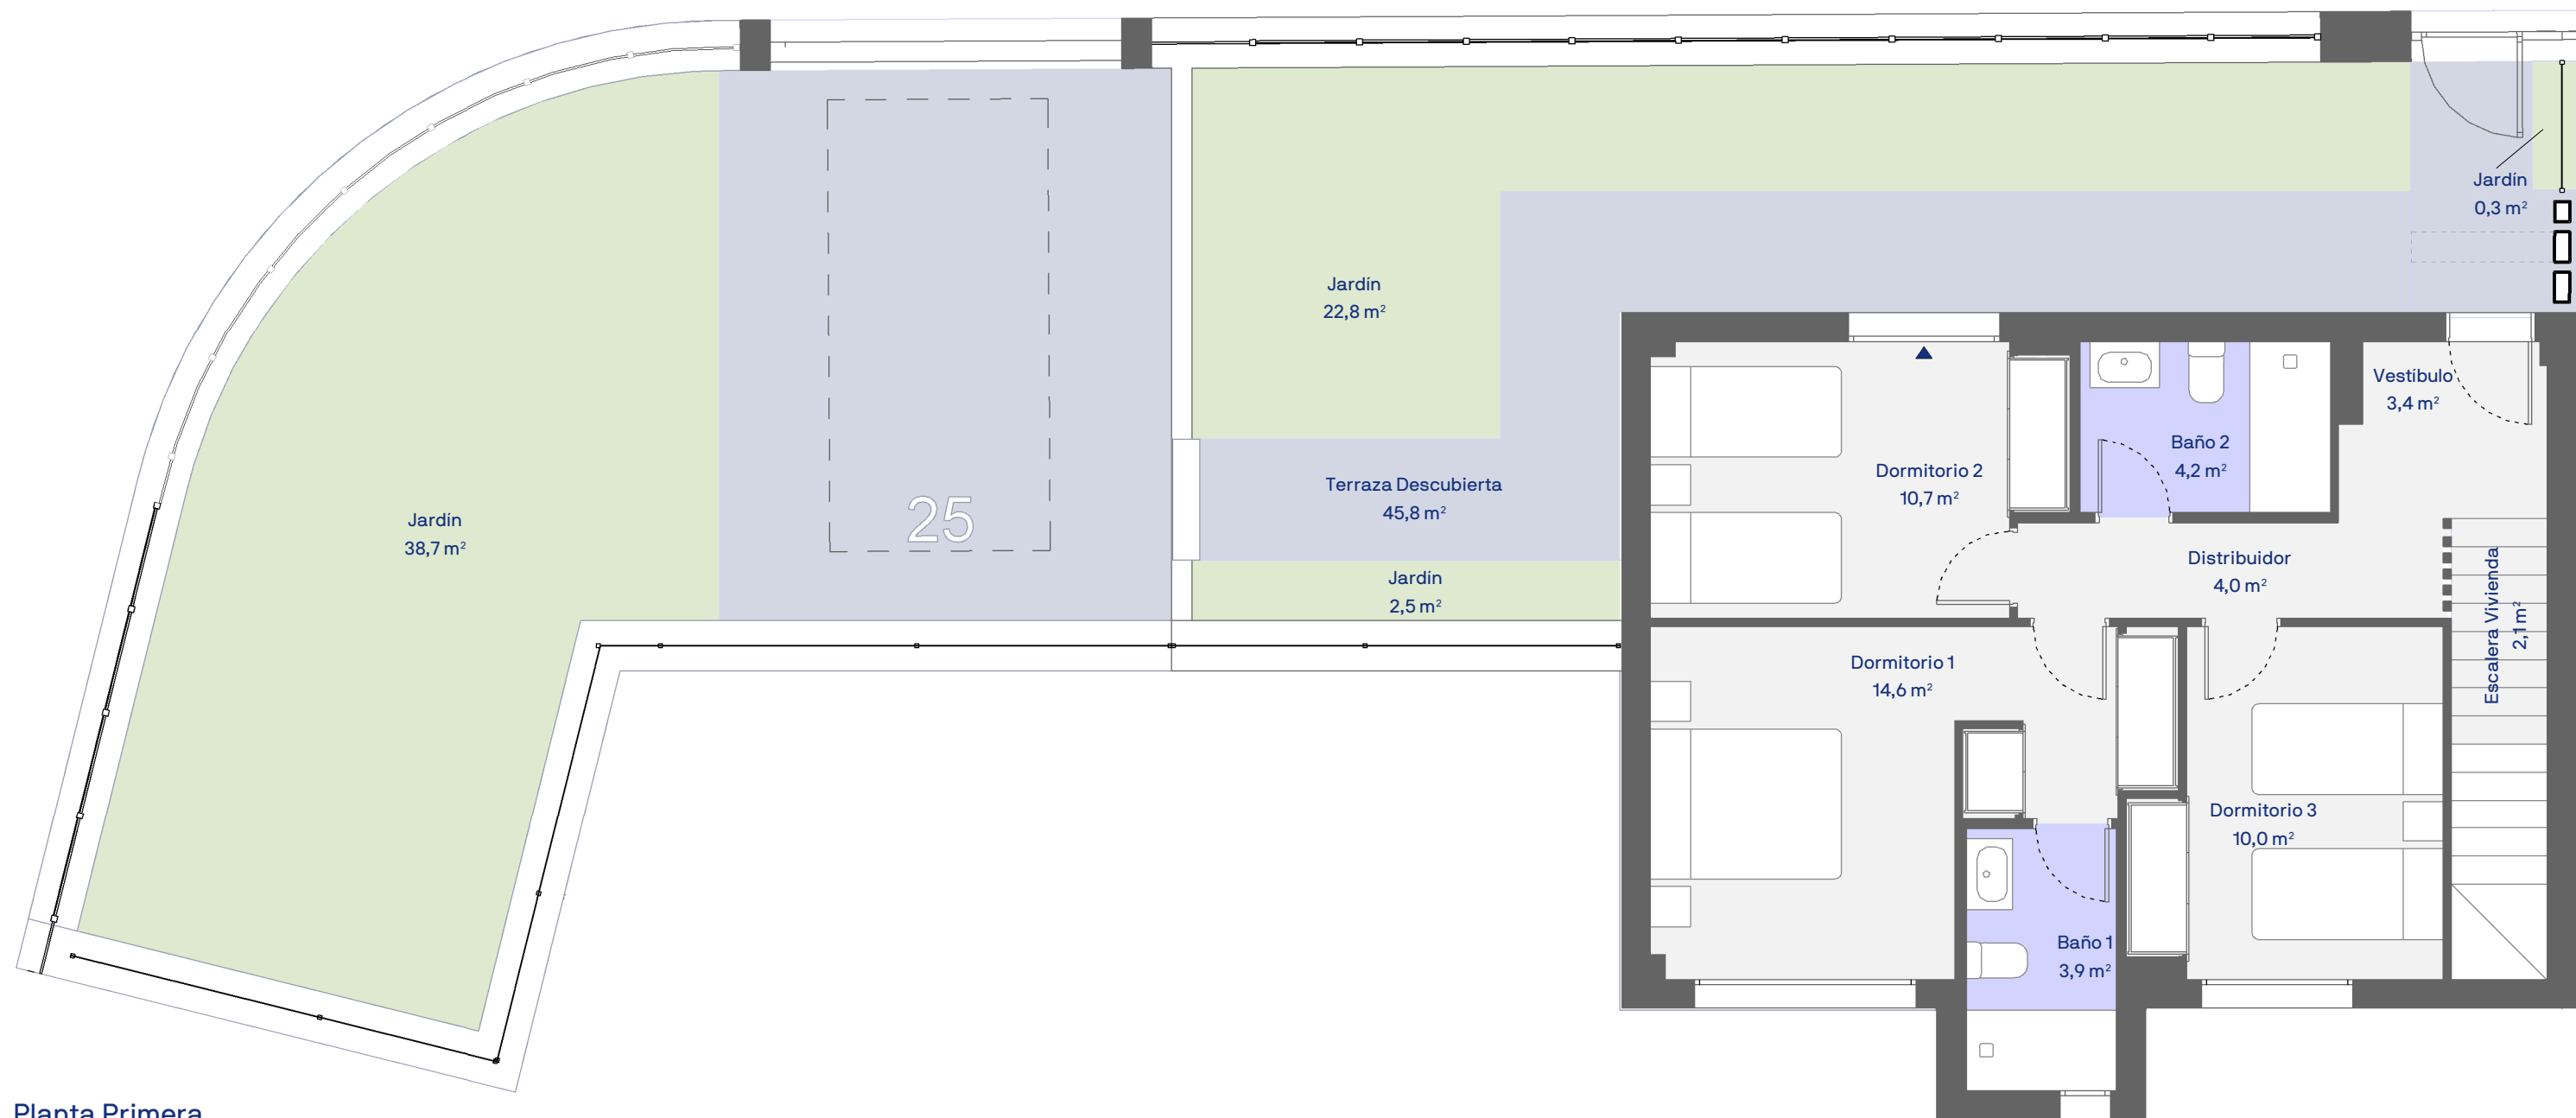 Jardín
0,3 m²
Jardín
22,8 m²
Vestíbulo
3,4 m²
Baño 2
4,2 m²
Dormitorio 2
10,7 m²
Terraza Descubierta
45,8 m²
25
Jardín
38,7 m²
Distribuidor
4,0 m²
Jardín
2,5 m²
Escalera Vivienda
2,1 m²
Dormitorio 1
14,6 m²
Dormitorio 3
10,0 m²
Baño 1
3,9 m²
Planta Primera